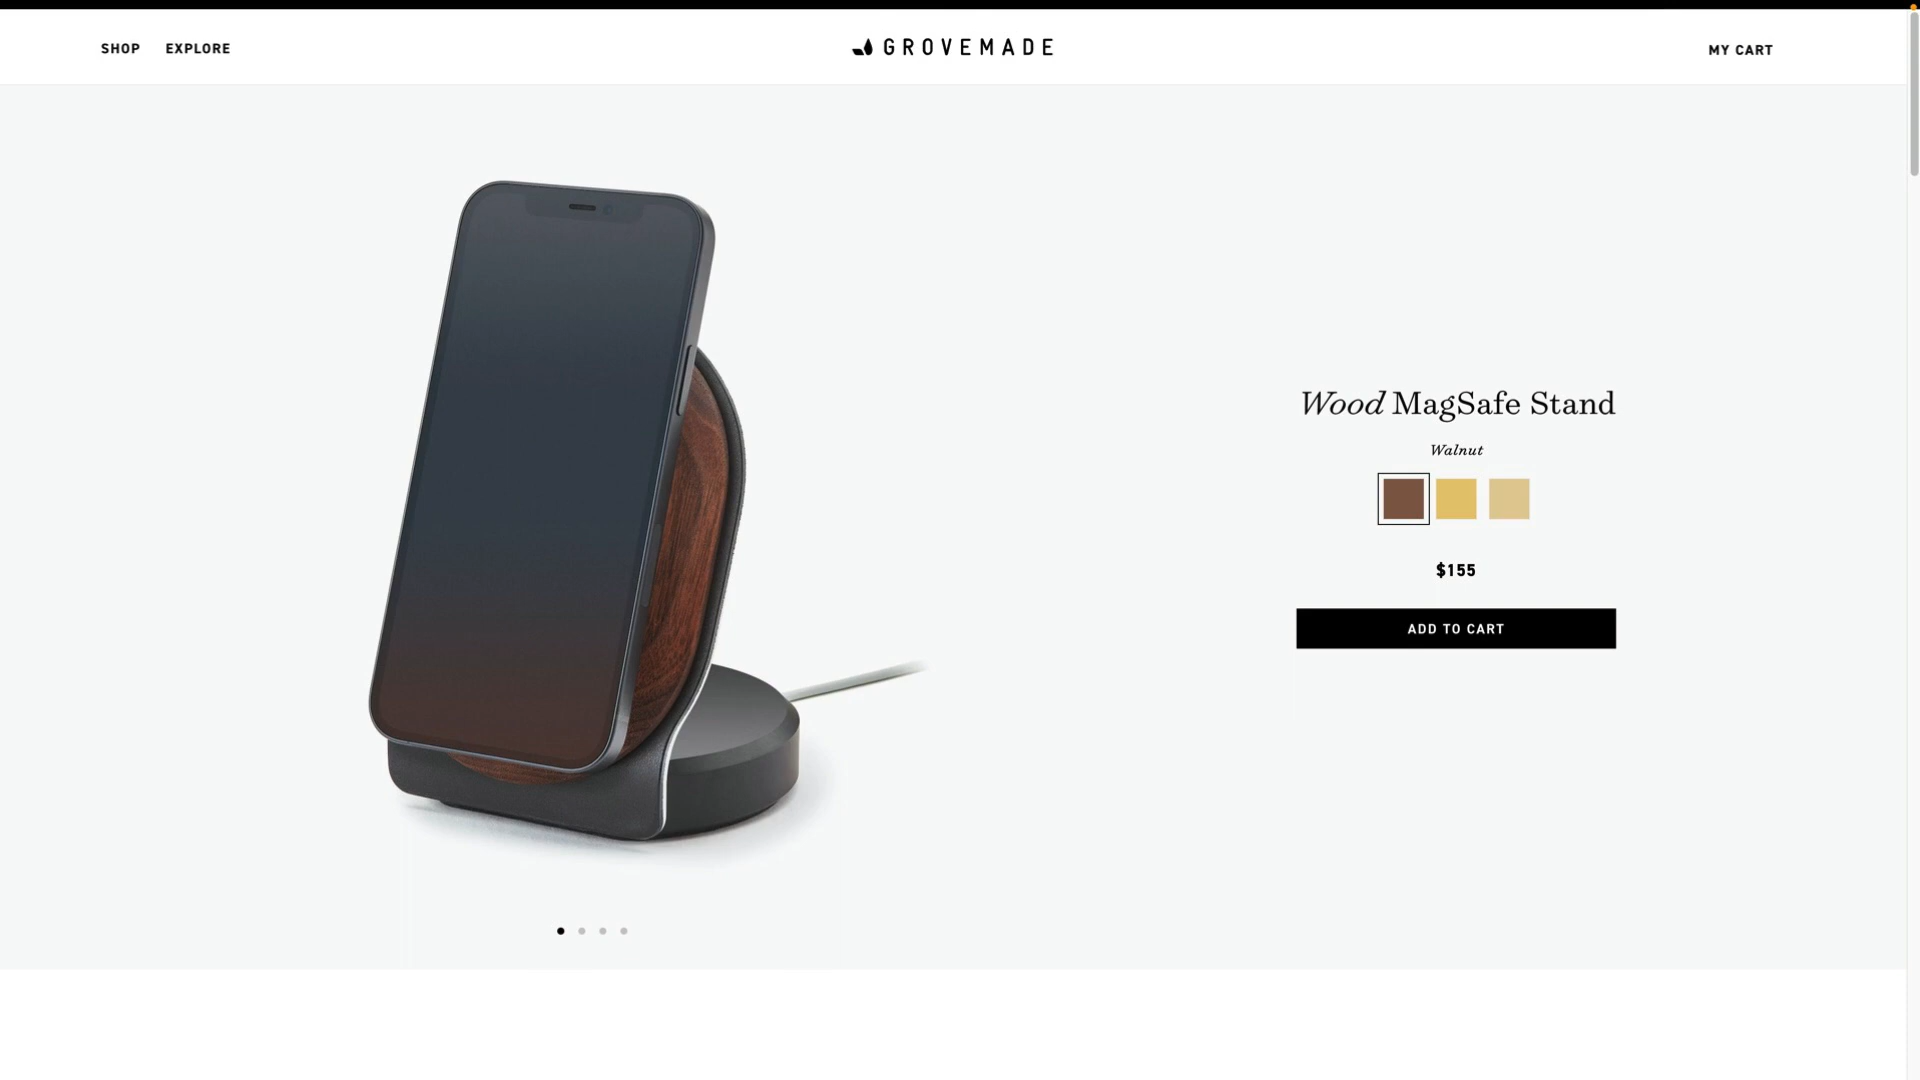 SHOP EXPLORE
GROVEMADE
MY CART
Wood MagSafe Stand
Walnut
$155
ADD TO CART